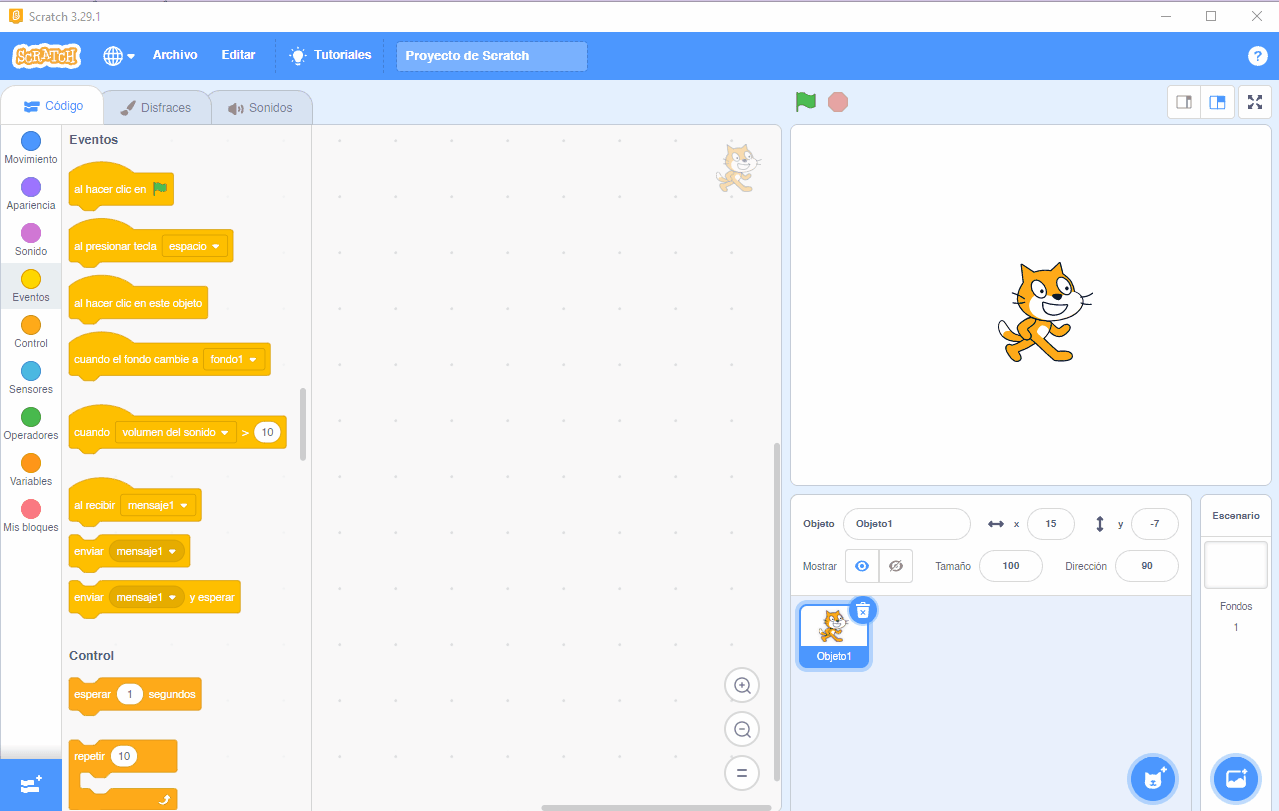 Scratch 3.29.1
SCRATCH
Archivo
Editar
Tutoriales
Proyecto de Scratch
?
Código
Disfraces
Sonidos
Movimiento
Apariencia
Sonido
Eventos
Control
Sensores
Operadores
Variables
Mis bloques
Eventos
al hacer clic en
al presionar tecla espacio
al hacer clic en este objeto
cuando el fondo cambie a fondo1
cuando volumen del sonido > 10
al recibir mensaje1
enviar mensaje1
enviar mensaje1 y esperar
Control
esperar 1 segundos
repetir 10
Objeto Objeto1 x 15 y -7
Mostrar Tamaño 100 Dirección 90
Objeto1
Escenario
Fondos
1